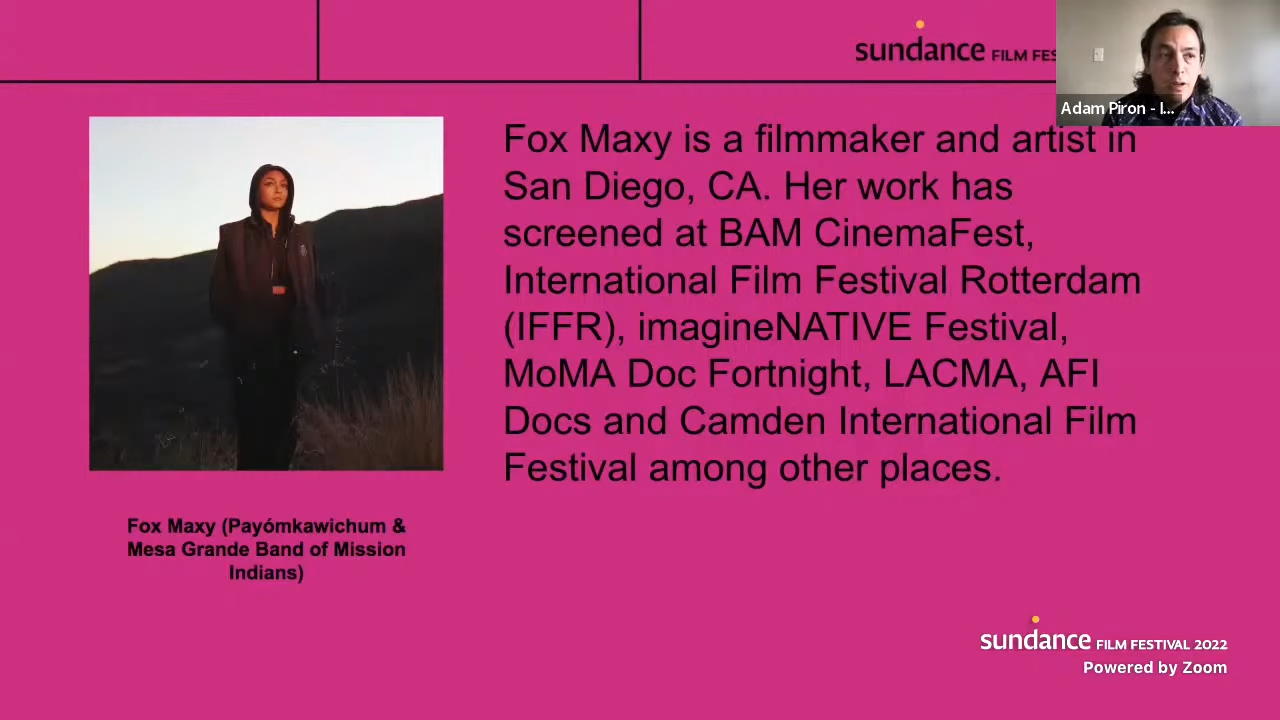 sundance FILM FES
Adam Piron - I...
Fox Maxy is a filmmaker and artist in
San Diego, CA. Her work has
screened at BAM CinemaFest,
International Film Festival Rotterdam
(IFFR), imagineNATIVE Festival,
MoMA Doc Fortnight, LACMA, AFI
Docs and Camden International Film
Festival among other places.
Fox Maxy (Payómkawichum &
Mesa Grande Band of Mission
Indians)
sundance FILM FESTIVAL 2022
Powered by Zoom